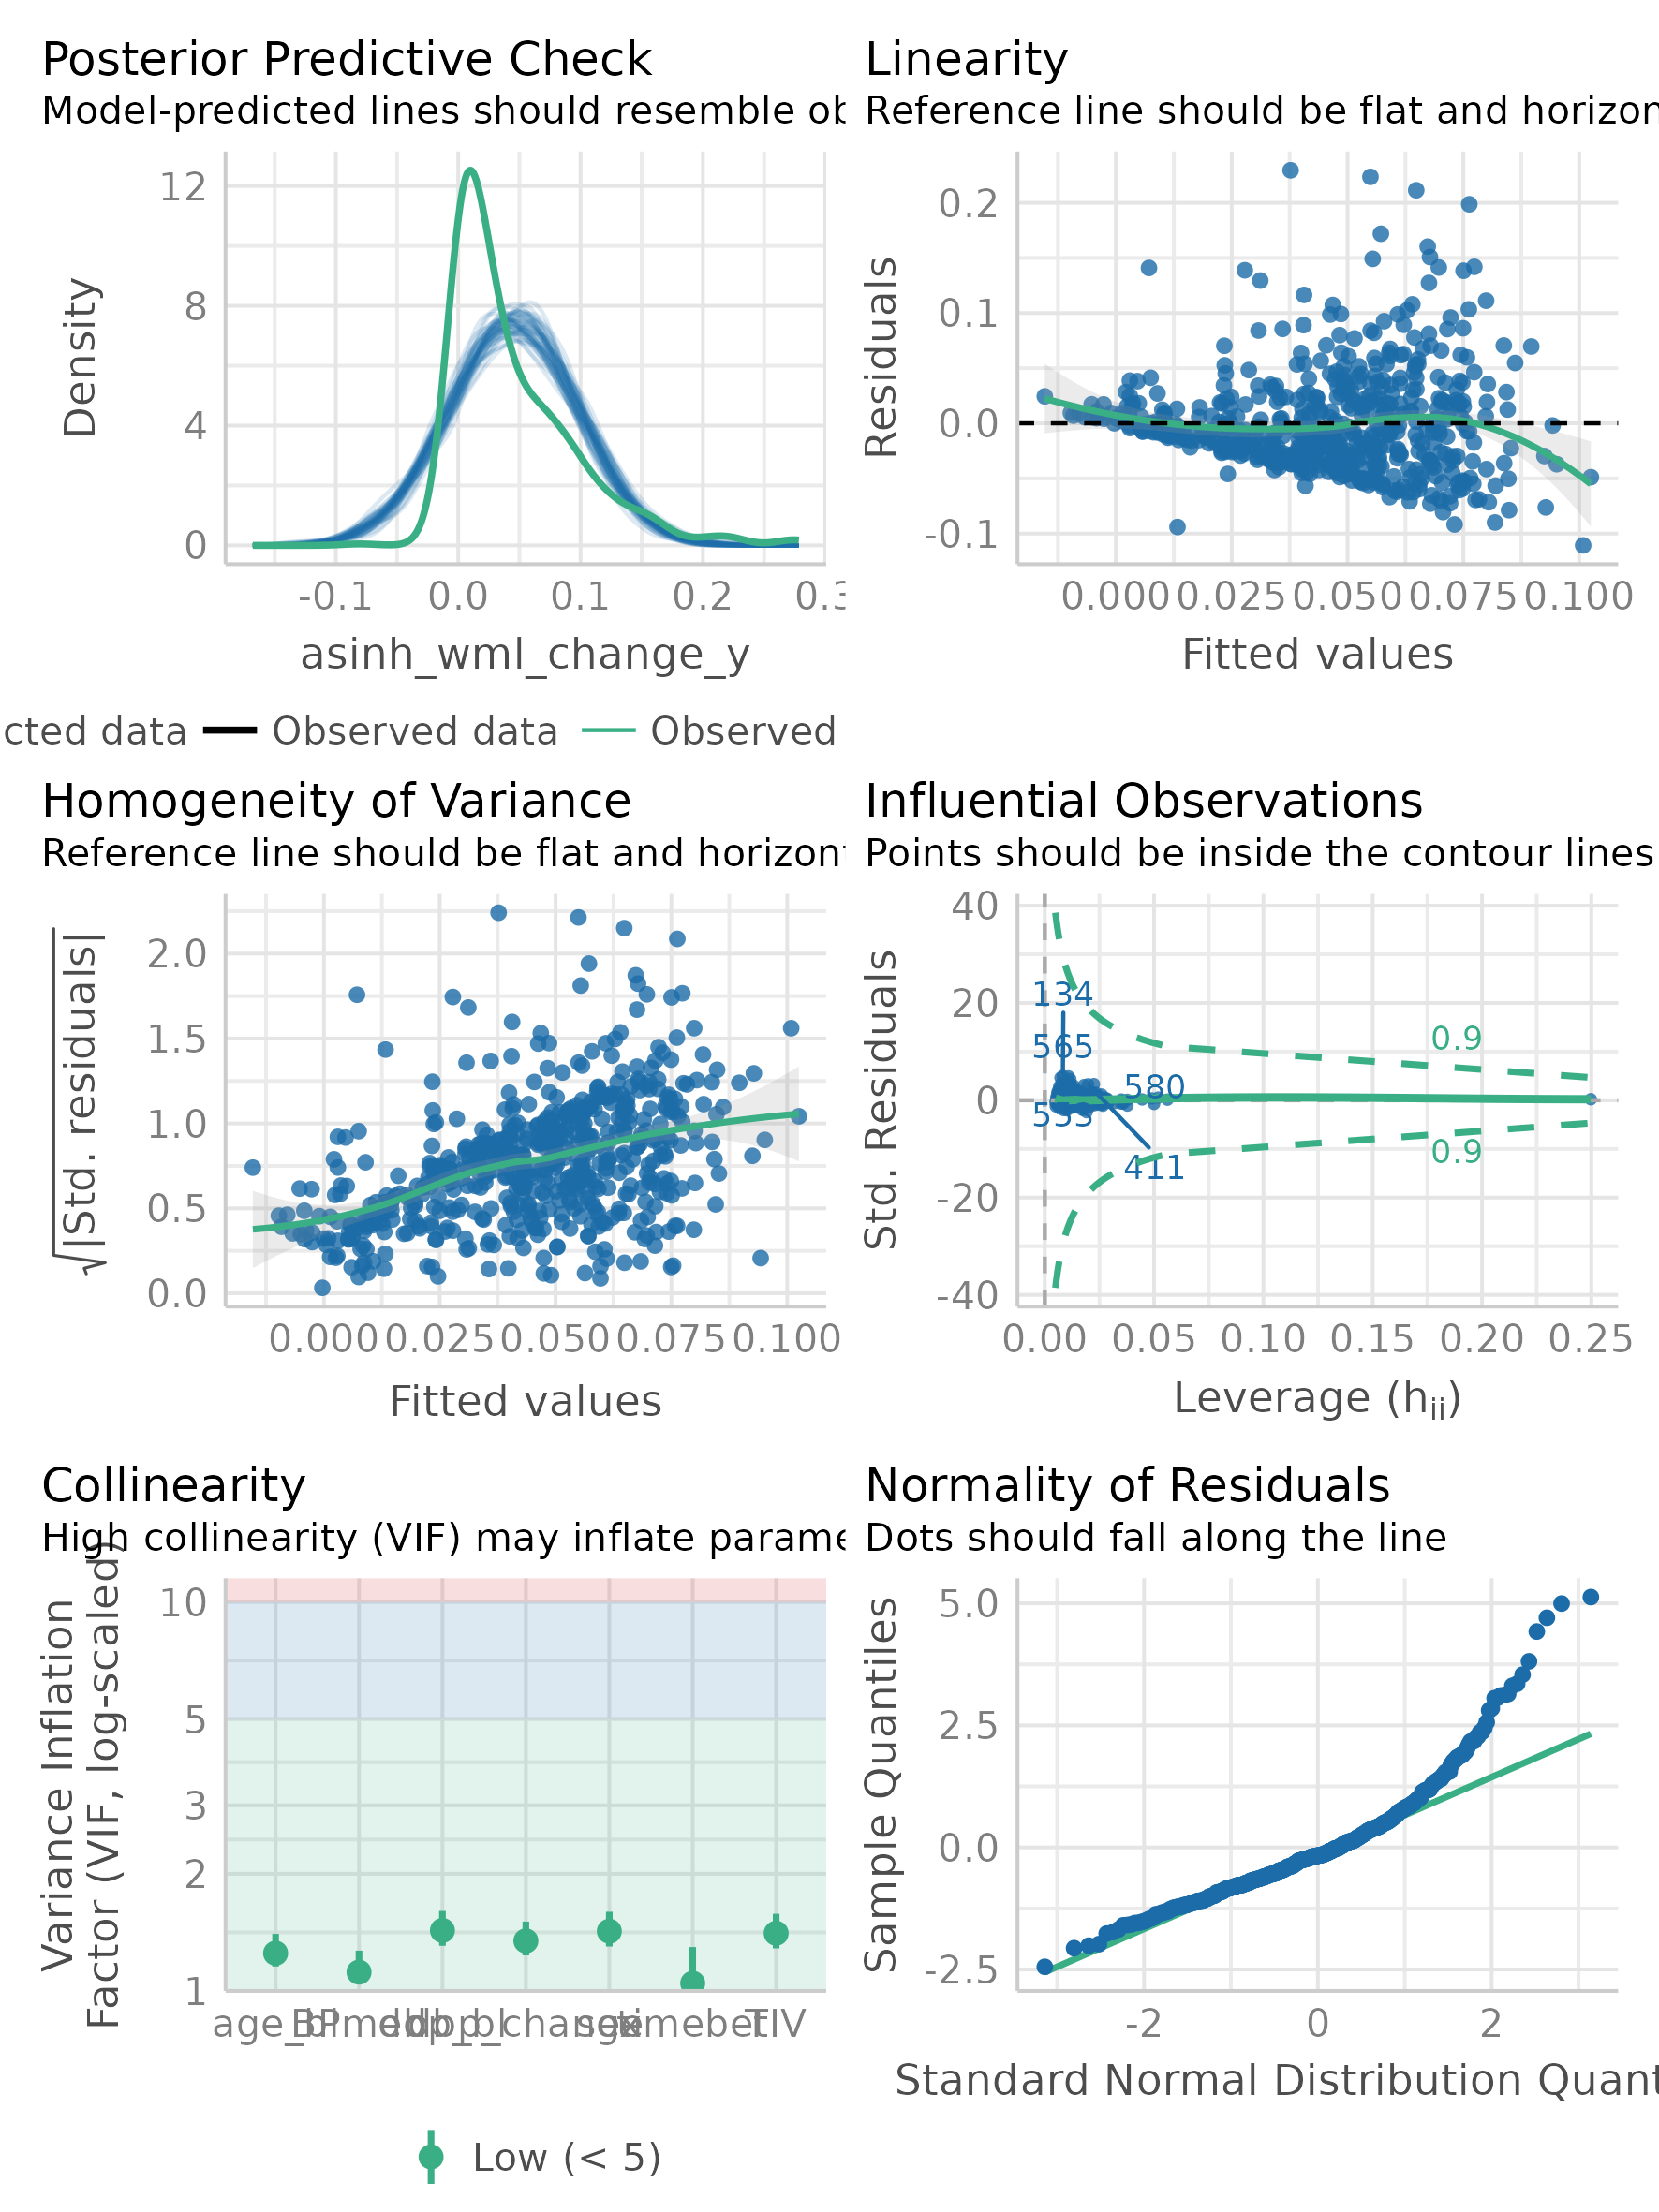 Posterior Predictive Check
Model-predicted lines should resemble ob
Density
12
8
4
0
-0.1 0.0 0.1 0.2 0.3
asinh_wml_change_y
cted data Observed data Observed
Linearity
Reference line should be flat and horizon
Residuals
0.2
0.1
0.0
-0.1
0.000 0.025 0.050 0.075 0.100
Fitted values
Homogeneity of Variance
Reference line should be flat and horizont
√|Std. residuals|
2.0
1.5
1.0
0.5
0.0
0.000 0.025 0.050 0.075 0.100
Fitted values
Influential Observations
Points should be inside the contour lines
Std. Residuals
40
20
0
-20
-40
134
565
580
411
0.9
0.9
0.00 0.05 0.10 0.15 0.20 0.25
Leverage (hii)
Collinearity
High collinearity (VIF) may inflate parame
Variance Inflation
Factor (VIF, log-scaled)
10
5
3
2
1
TIV
Low (< 5)
Normality of Residuals
Dots should fall along the line
Sample Quantiles
5.0
2.5
0.0
-2.5
-2 0 2
Standard Normal Distribution Quant